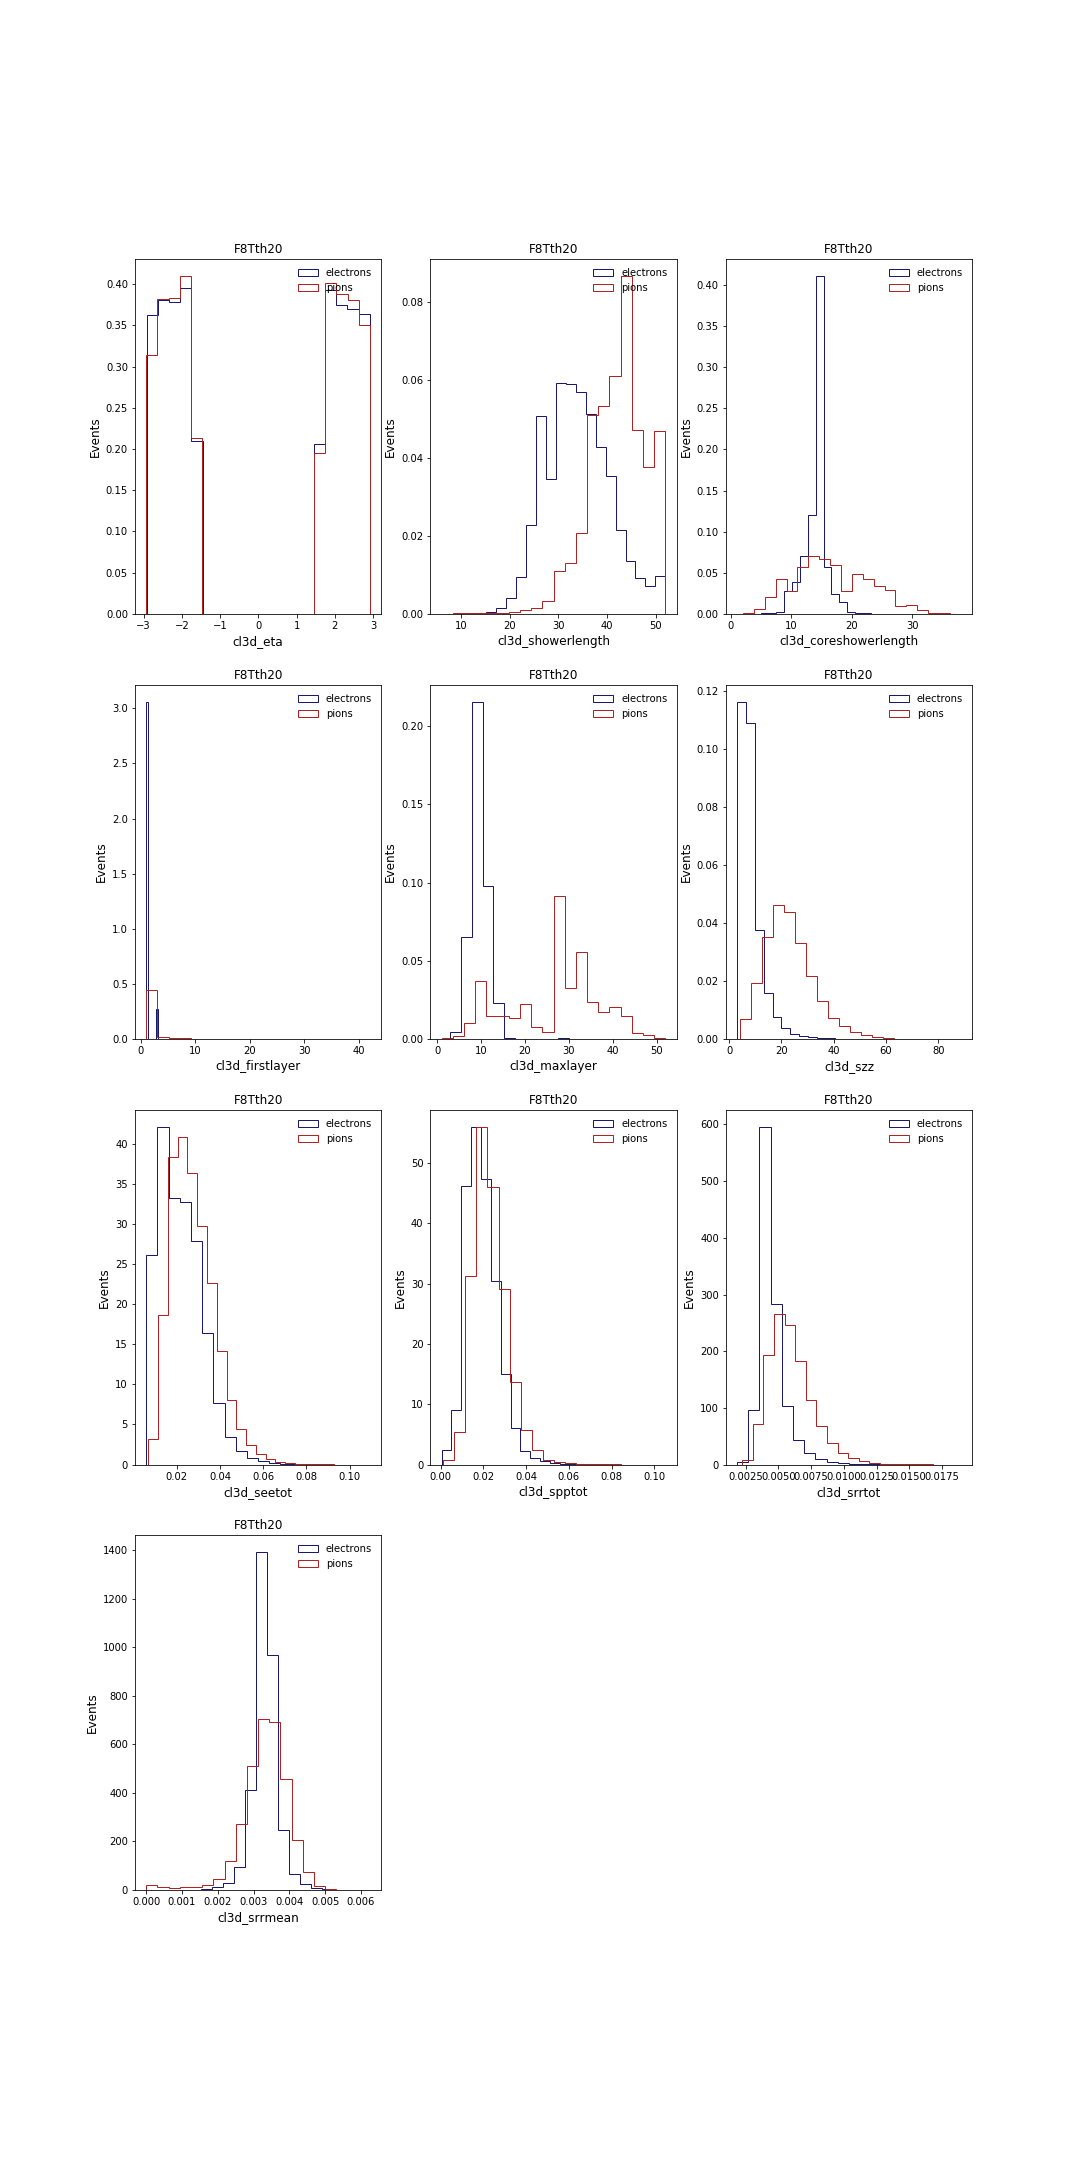 F8Tth20
electrons
pions
Events
0.40
0.35
0.30
0.25
0.20
0.15
0.10
0.05
0.00
−3 −2 −1 0 1 2 3
cl3d_eta
F8Tth20
electrons
pions
Events
0.08
0.06
0.04
0.02
0.00
10 20 30 40 50
cl3d_showerlength
F8Tth20
electrons
pions
Events
0.40
0.35
0.30
0.25
0.20
0.15
0.10
0.05
0.00
0 10 20 30
cl3d_coreshowerlength
F8Tth20
electrons
pions
Events
3.0
2.5
2.0
1.5
1.0
0.5
0.0
0 10 20 30 40
cl3d_firstlayer
F8Tth20
electrons
pions
Events
0.20
0.15
0.10
0.05
0.00
0 10 20 30 40 50
cl3d_maxlayer
F8Tth20
electrons
pions
Events
0.12
0.10
0.08
0.06
0.04
0.02
0.00
0 20 40 60 80
cl3d_szz
F8Tth20
electrons
pions
Events
40
35
30
25
20
15
10
5
0
0.02 0.04 0.06 0.08 0.10
cl3d_seetot
F8Tth20
electrons
pions
Events
50
40
30
20
10
0
0.00 0.02 0.04 0.06 0.08 0.10
cl3d_spptot
F8Tth20
electrons
pions
Events
600
500
400
300
200
100
0
0.0025 0.0050 0.0075 0.0100 0.0125 0.0150 0.0175
cl3d_srrtot
F8Tth20
electrons
pions
Events
1400
1200
1000
800
600
400
200
0
0.000 0.001 0.002 0.003 0.004 0.005 0.006
cl3d_srrmean